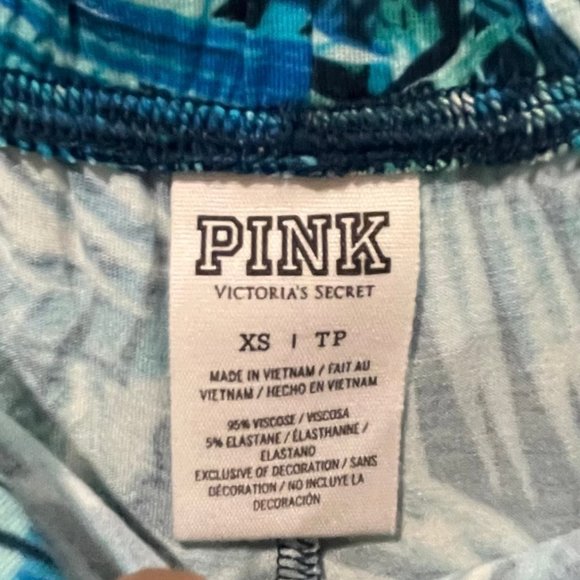 PINK
VICTORIA'S SECRET
XS | TP
MADE IN VIETNAM / FAIT AU
VIETNAM / HECHO EN VIETNAM
95% VISCOSE / VISCOSA
5% ELASTANE / ÉLASTHANNE /
ELASTANO
EXCLUSIVE OF DECORATION / SANS
DÉCORATION / NO INCLUYE LA
DECORACIÓN